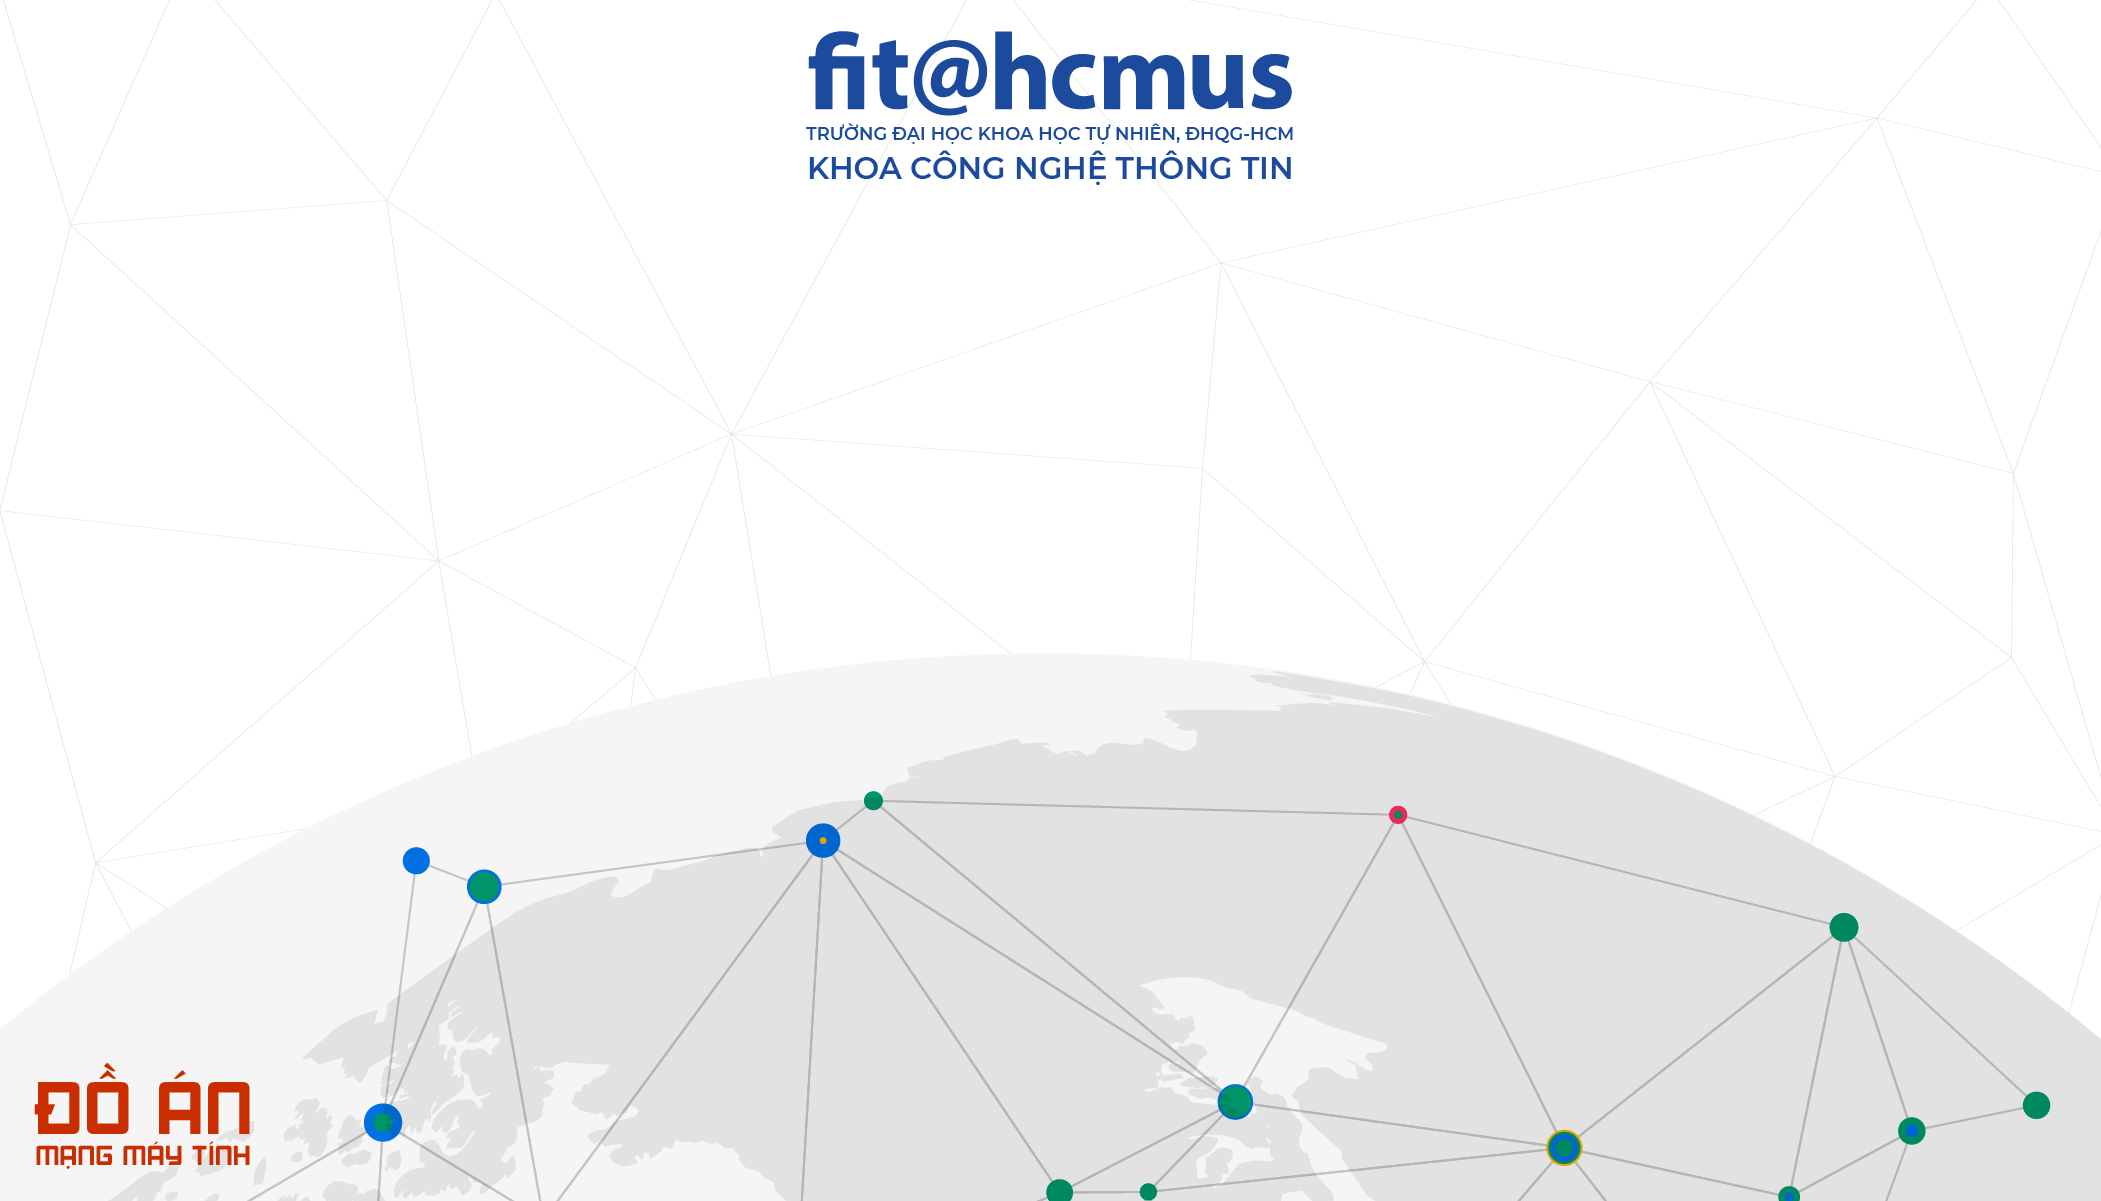 fit@hcmus
TRƯỜNG ĐẠI HỌC KHOA HỌC TỰ NHIÊN, ĐHQG-HCM
KHOA CÔNG NGHỆ THÔNG TIN
ĐỒ ÁN
MẠNG MÁY TÍNH